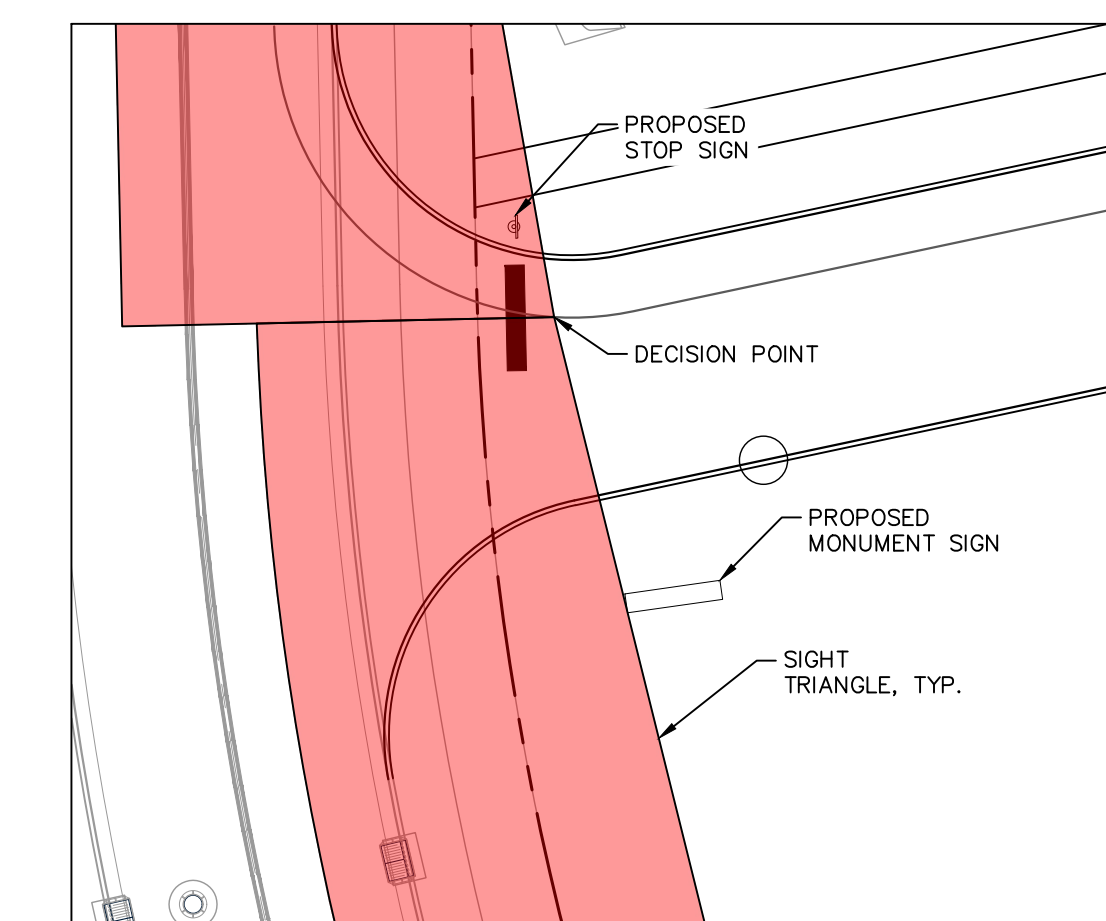 PROPOSED
STOP SIGN
DECISION POINT
PROPOSED
MONUMENT SIGN
SIGHT
TRIANGLE, TYP.